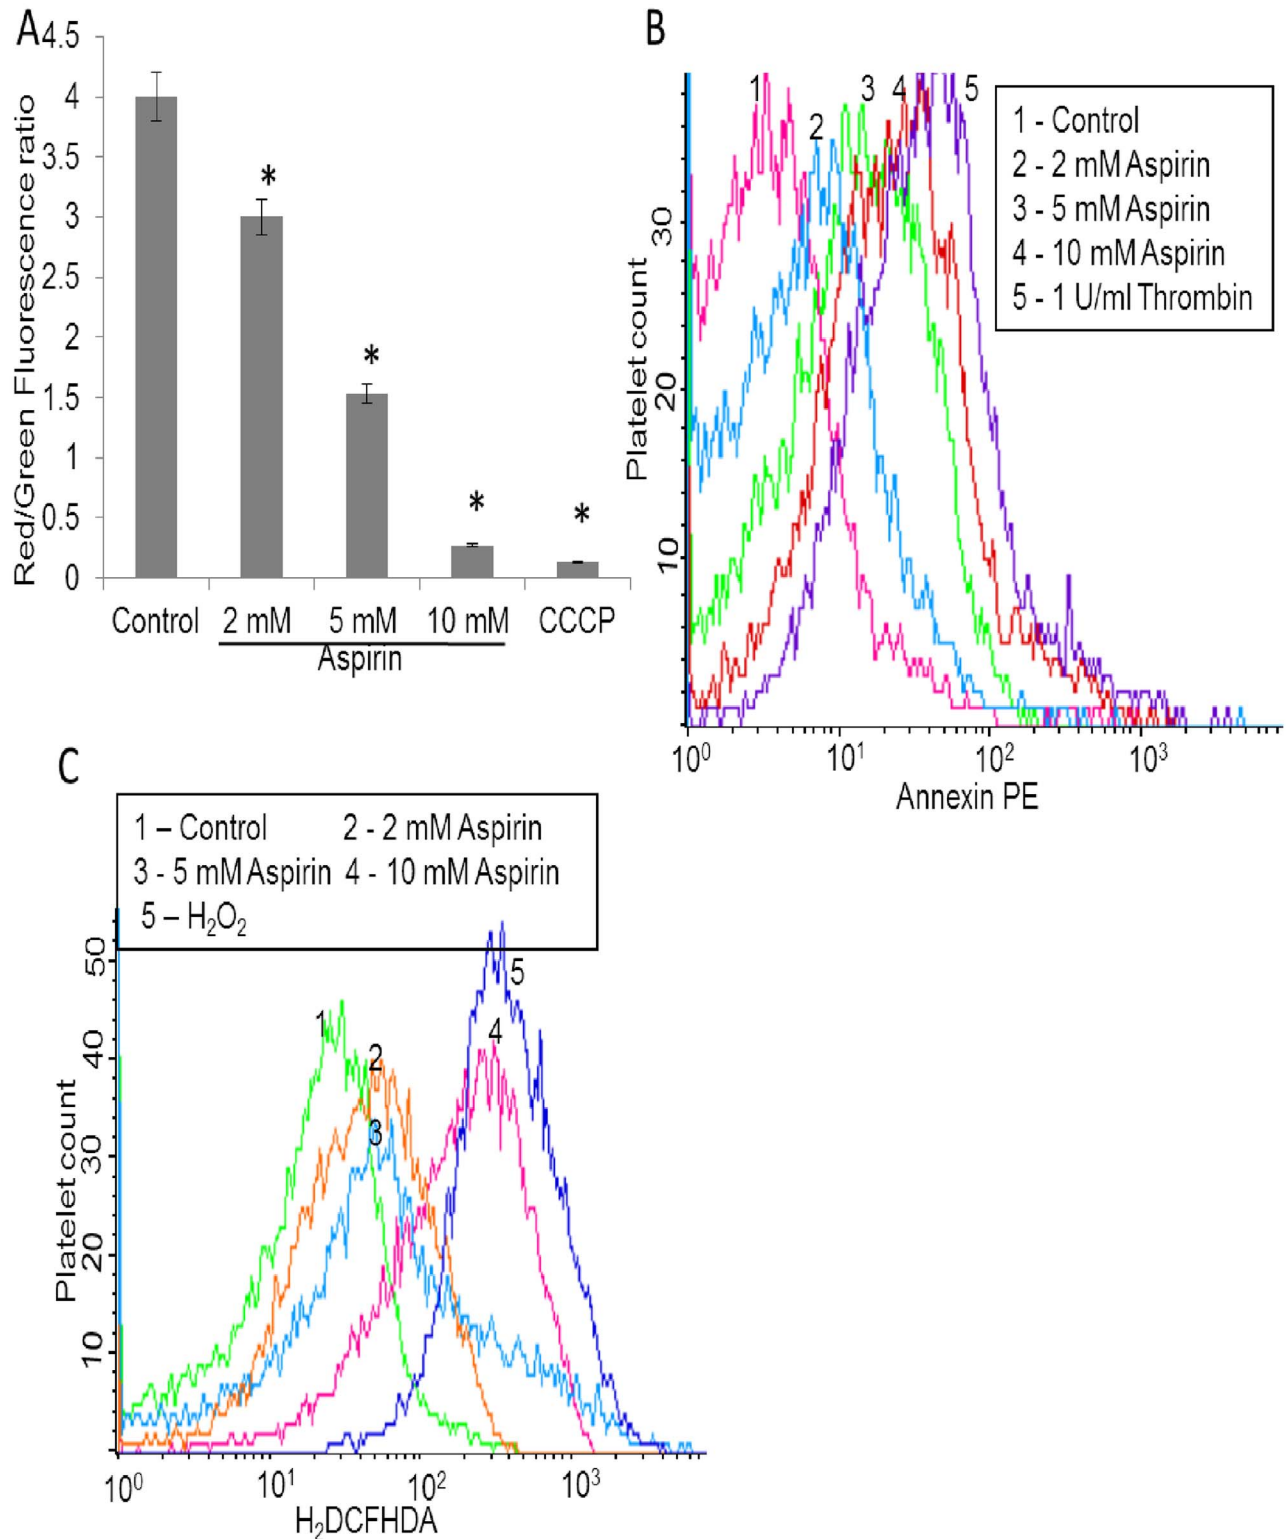 A
4.5
4
3.5
3
2.5
2
1.5
1
0.5
0
Red/Green Fluorescence ratio
*
*
*
*
Control 2 mM 5 mM 10 mM CCCP
Aspirin
B
1 2 3 4 5
1 - Control
2 - 2 mM Aspirin
3 - 5 mM Aspirin
4 - 10 mM Aspirin
5 - 1 U/ml Thrombin
30
20
10
Platelet count
10⁰ 10¹ 10² 10³
Annexin PE
C
1 – Control 2 - 2 mM Aspirin
3 - 5 mM Aspirin 4 - 10 mM Aspirin
5 – H₂O₂
50
40
30
20
10
Platelet count
1
2
3
4
5
10⁰ 10¹ 10² 10³
H₂DCFHDA